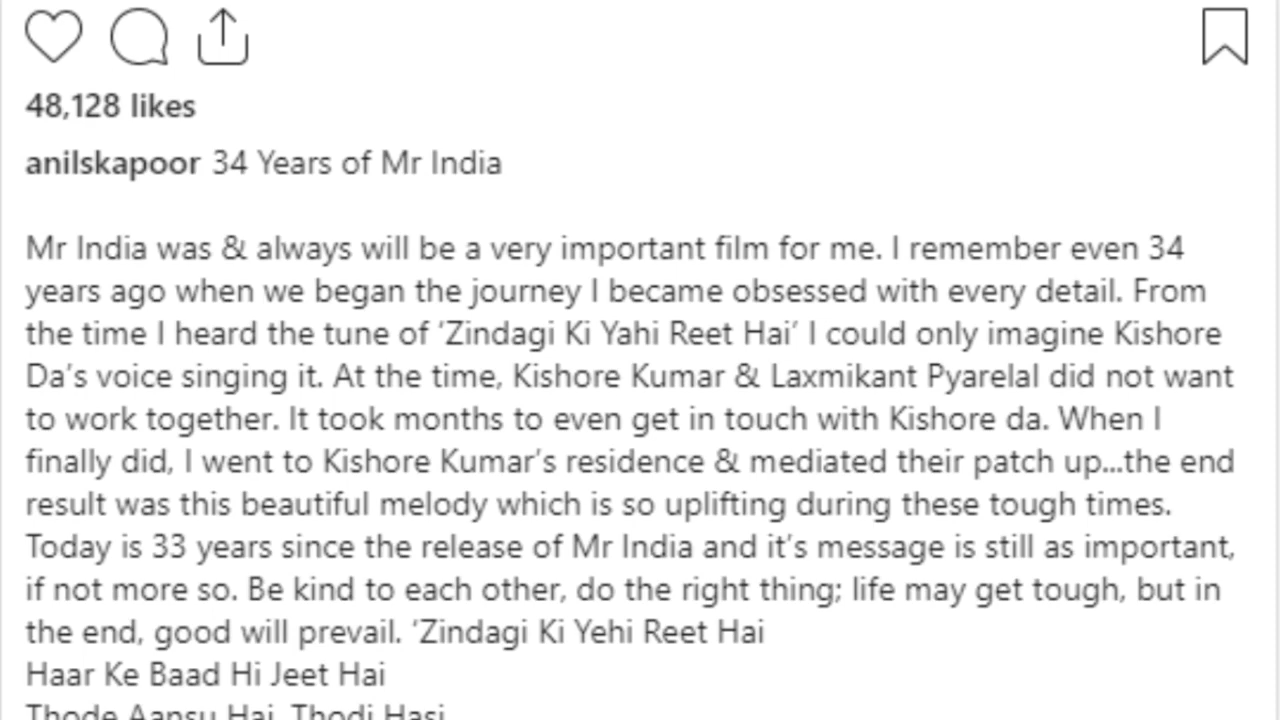 48,128 likes
anilskapoor 34 Years of Mr India
Mr India was & always will be a very important film for me. I remember even 34
years ago when we began the journey I became obsessed with every detail. From
the time I heard the tune of ‘Zindagi Ki Yahi Reet Hai’ I could only imagine Kishore
Da’s voice singing it. At the time, Kishore Kumar & Laxmikant Pyarelal did not want
to work together. It took months to even get in touch with Kishore da. When I
finally did, I went to Kishore Kumar’s residence & mediated their patch up...the end
result was this beautiful melody which is so uplifting during these tough times.
Today is 33 years since the release of Mr India and it’s message is still as important,
if not more so. Be kind to each other, do the right thing; life may get tough, but in
the end, good will prevail. ‘Zindagi Ki Yehi Reet Hai
Haar Ke Baad Hi Jeet Hai
Thode Aansu Hai, Thodi Hasi